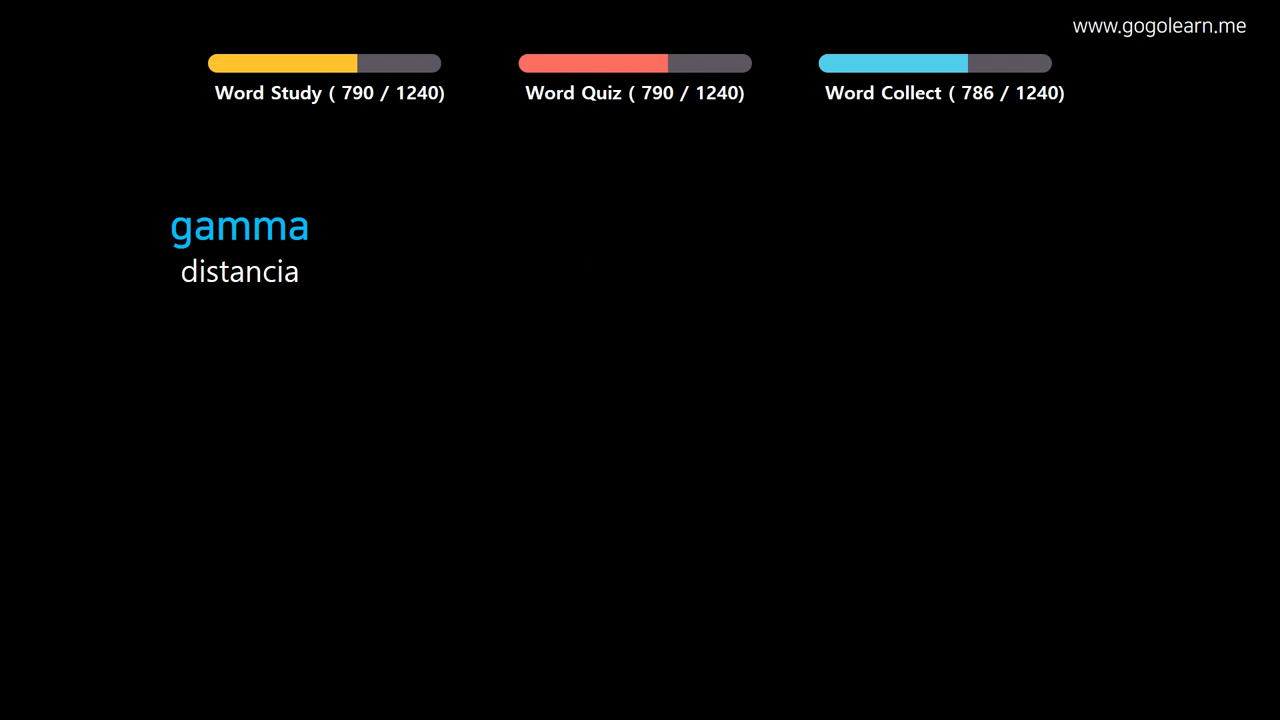 www.gogolearn.me
Word Study ( 790 / 1240)
Word Quiz ( 790 / 1240)
Word Collect ( 786 / 1240)
gamma
distancia